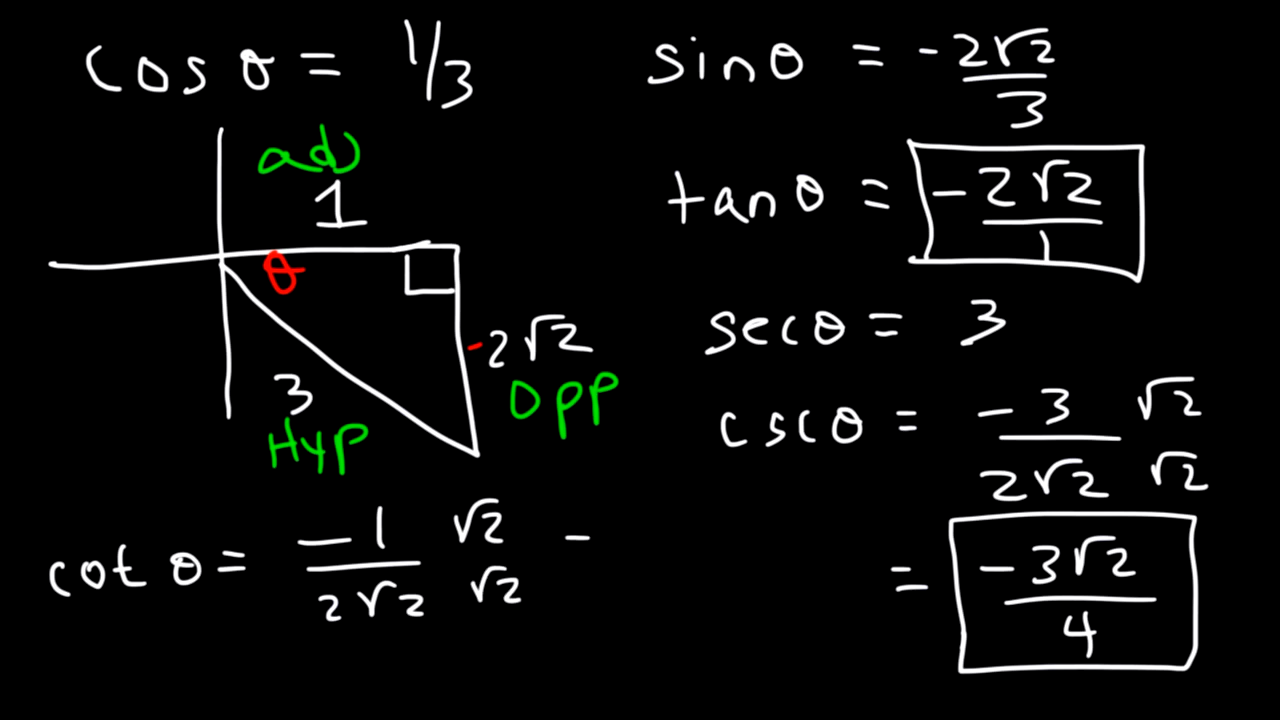 cos θ = 1/3
ad
1
θ
-2√2
opp
3
Hyp
cot θ = -1/2√2 √2/√2 =
sin θ = -2√2/3
tan θ = -2√2/1
sec θ = 3
csc θ = -3/2√2 √2/√2
= -3√2/4